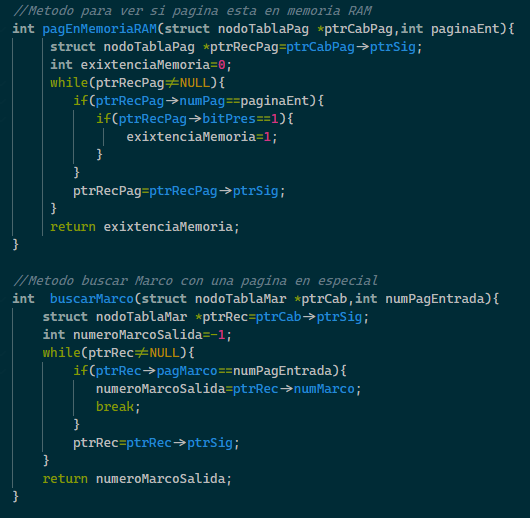 //Metodo para ver si pagina esta en memoria RAM
int pagEnMemoriaRAM(struct nodoTablaPag *ptrCabPag,int paginaEnt){
struct nodoTablaPag *ptrRecPag=ptrCabPag->ptrSig;
int exixtenciaMemoria=0;
while(ptrRecPag!=NULL){
if(ptrRecPag->numPag==paginaEnt){
if(ptrRecPag->bitPres==1){
exixtenciaMemoria=1;
}
}
ptrRecPag=ptrRecPag->ptrSig;
}
return exixtenciaMemoria;
}
//Metodo buscar Marco con una pagina en especial
int  buscarMarco(struct nodoTablaMar *ptrCab,int numPagEntrada){
struct nodoTablaMar *ptrRec=ptrCab->ptrSig;
int numeroMarcoSalida=-1;
while(ptrRec!=NULL){
if(ptrRec->pagMarco==numPagEntrada){
numeroMarcoSalida=ptrRec->numMarco;
break;
}
ptrRec=ptrRec->ptrSig;
}
return numeroMarcoSalida;
}